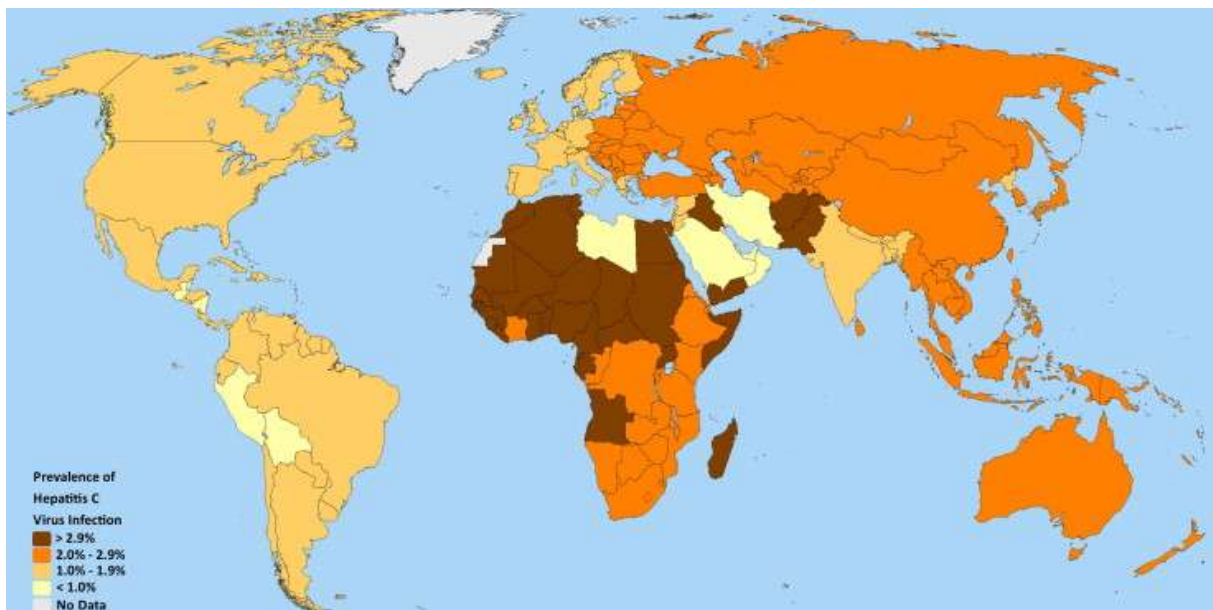 Prevalence of
Hepatitis C
Virus Infection
> 2.9%
2.0% - 2.9%
1.0% - 1.9%
< 1.0%
No Data